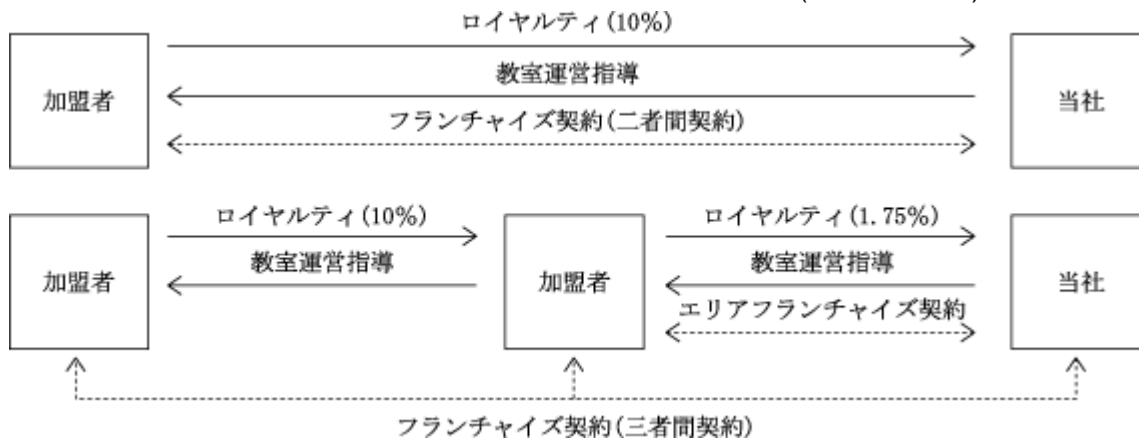 ロイヤルティ(10%)
教室運営指導
加盟者
当社
フランチャイズ契約(二者間契約)
ロイヤルティ(10%)
ロイヤルティ(1.75%)
教室運営指導
教室運営指導
加盟者
加盟者
当社
エリアフランチャイズ契約
フランチャイズ契約(三者間契約)